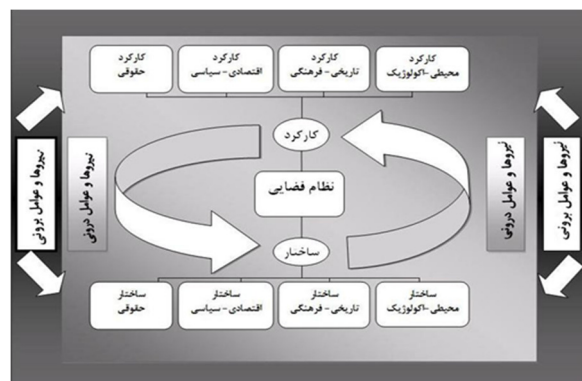 کارکرد
محیطی-اکولوژیک
کارکرد
تاریخی-فرهنگی
کارکرد
اقتصادی-سیاسی
کارکرد
حقوقی
کارکرد
نیروها و عوامل برونی
نیروها و عوامل درونی
نظام فضایی
نیروها و عوامل درونی
نیروها و عوامل برونی
ساختار
ساختار
محیطی-اکولوژیک
ساختار
تاریخی-فرهنگی
ساختار
اقتصادی-سیاسی
ساختار
حقوقی